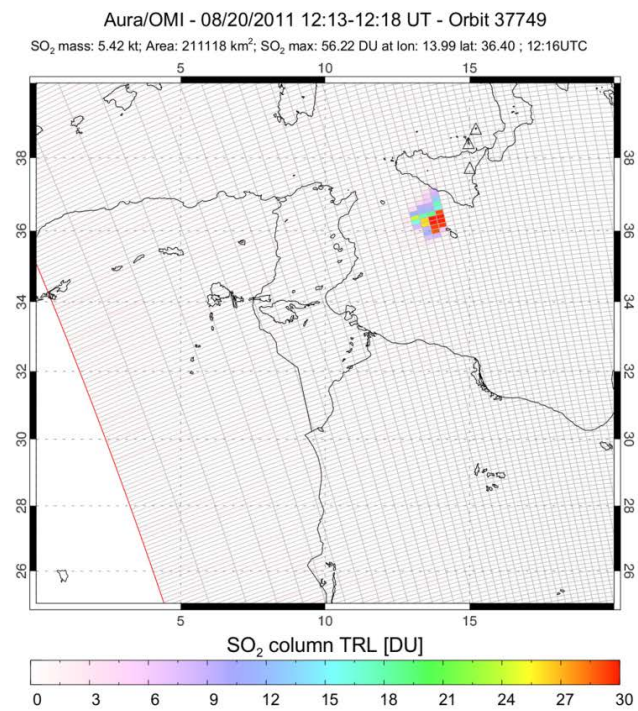 Aura/OMI - 08/20/2011 12:13-12:18 UT - Orbit 37749
SO₂ mass: 5.42 kt; Area: 211118 km²; SO₂ max: 56.22 DU at lon: 13.99 lat: 36.40 ; 12:16UTC
5 10 15
38 38
36 36
34 34
32 32
30 30
28 28
26 26
5 10 15
SO₂ column TRL [DU]
0 3 6 9 12 15 18 21 24 27 30